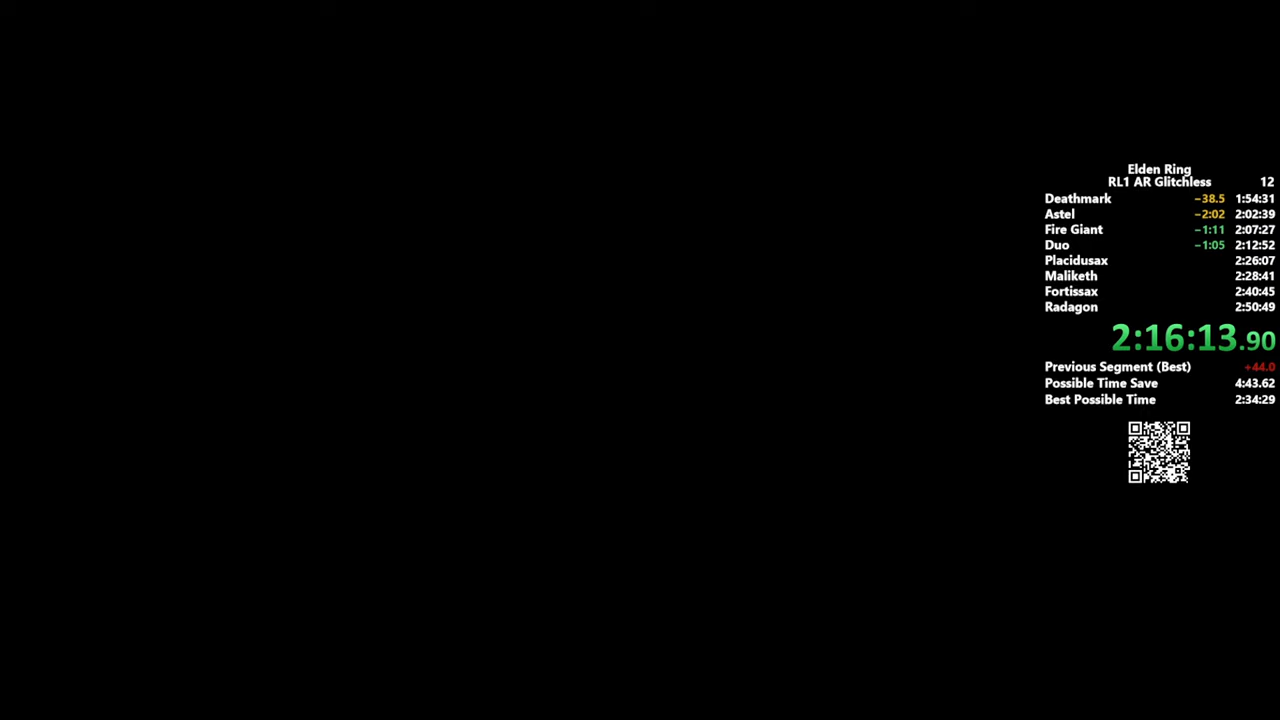 Elden Ring
RL1 AR Glitchless 12
Deathmark −38.5 1:54:31
Astel −2:02 2:02:39
Fire Giant −1:11 2:07:27
Duo −1:05 2:12:52
Placidusax 2:26:07
Maliketh 2:28:41
Fortissax 2:40:45
Radagon 2:50:49
2:16:13.90
Previous Segment (Best) +44.0
Possible Time Save 4:43.62
Best Possible Time 2:34:29